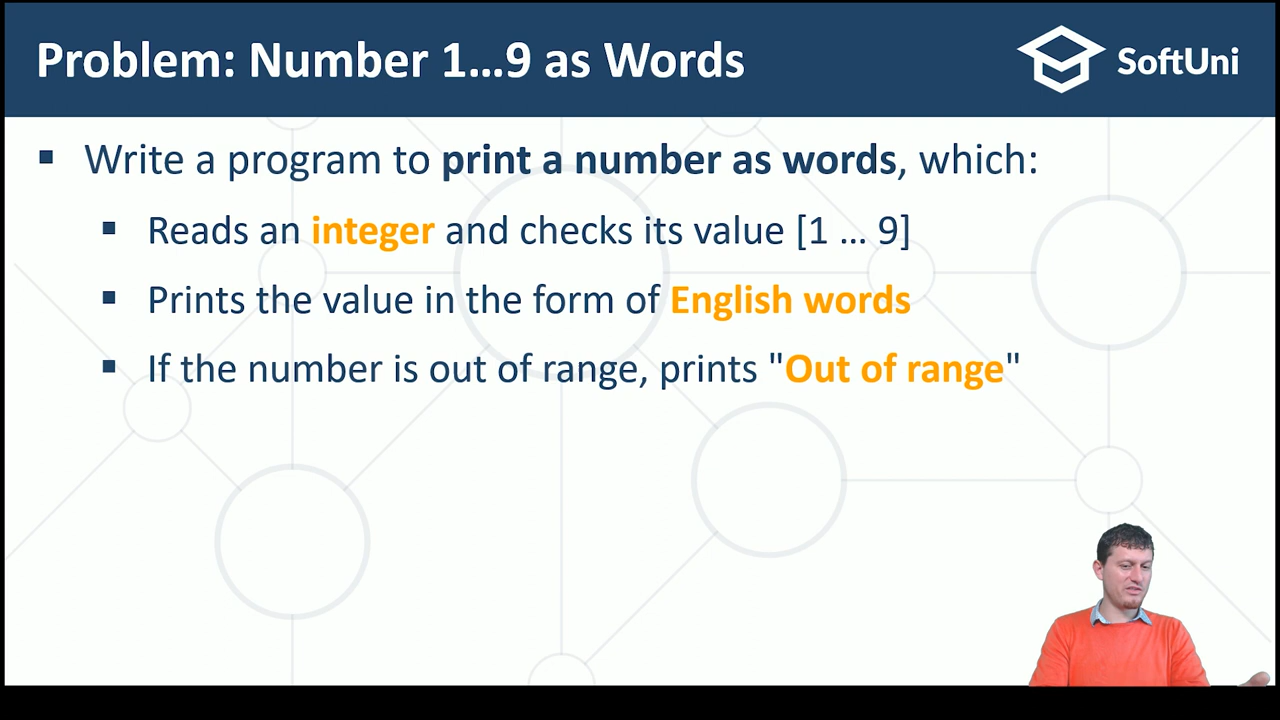 Problem: Number 1...9 as Words
SoftUni
▪ Write a program to print a number as words, which:
▪ Reads an integer and checks its value [1 ... 9]
▪ Prints the value in the form of English words
▪ If the number is out of range, prints "Out of range"